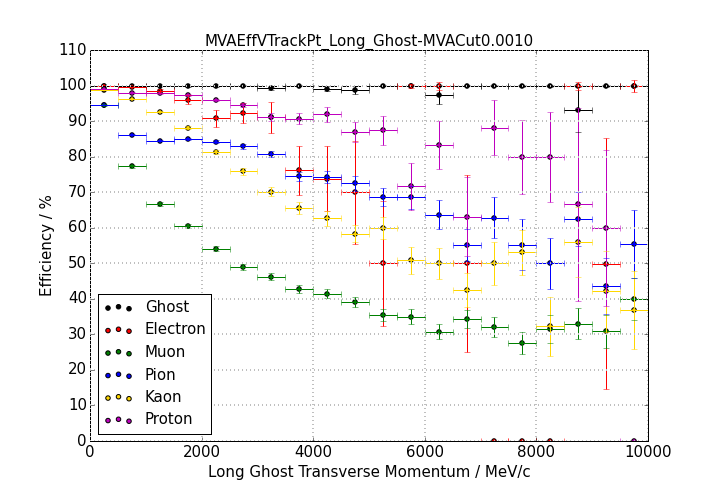 MVAEffVTrackPt_Long_Ghost-MVACut0.0010
110
100
90
80
70
60
50
40
30
20
10
0
Efficiency / %
Ghost
Electron
Muon
Pion
Kaon
Proton
0 2000 4000 6000 8000 10000
Long Ghost Transverse Momentum / MeV/c